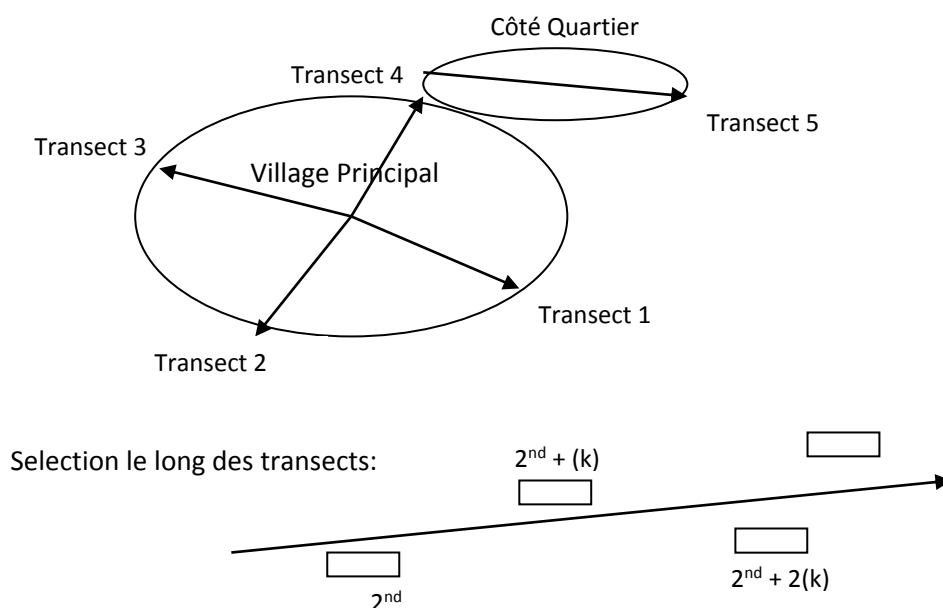 Côté Quartier
Transect 4
Transect 5
Transect 3
Village Principal
Transect 1
Transect 2
Selection le long des transects:
2nd + (k)
2nd + 2(k)
2nd